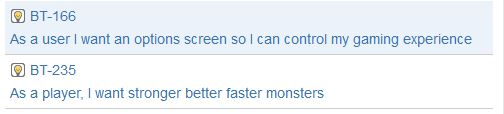 BT-166
As a user I want an options screen so I can control my gaming experience
BT-235
As a player, I want stronger better faster monsters